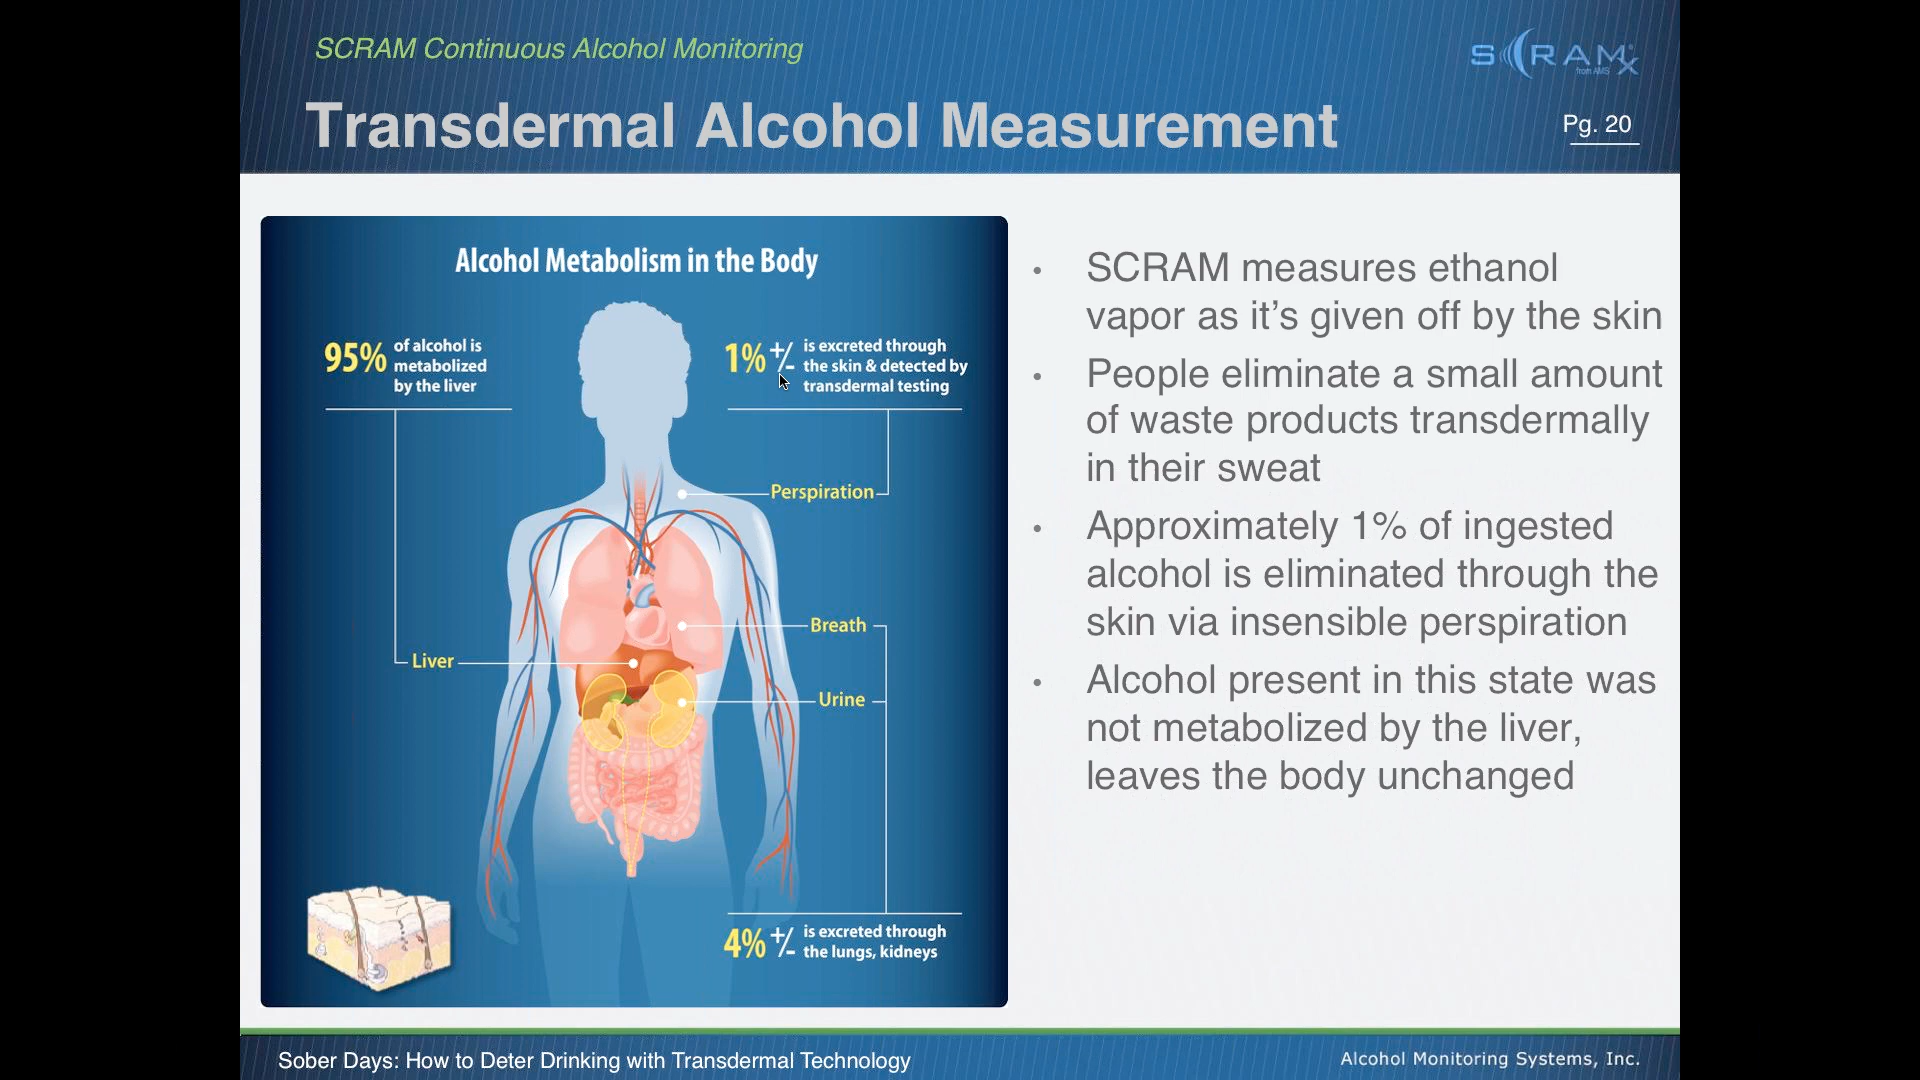 SCRAM Continuous Alcohol Monitoring
SCRAMx
from AMS
Transdermal Alcohol Measurement
Pg. 20
Alcohol Metabolism in the Body
95% of alcohol is
metabolized
by the liver
1% +/- is excreted through
the skin & detected by
transdermal testing
Perspiration
Breath
Liver
Urine
4% +/- is excreted through
the lungs, kidneys
• SCRAM measures ethanol
vapor as it’s given off by the skin
• People eliminate a small amount
of waste products transdermally
in their sweat
• Approximately 1% of ingested
alcohol is eliminated through the
skin via insensible perspiration
• Alcohol present in this state was
not metabolized by the liver,
leaves the body unchanged
Sober Days: How to Deter Drinking with Transdermal Technology
Alcohol Monitoring Systems, Inc.